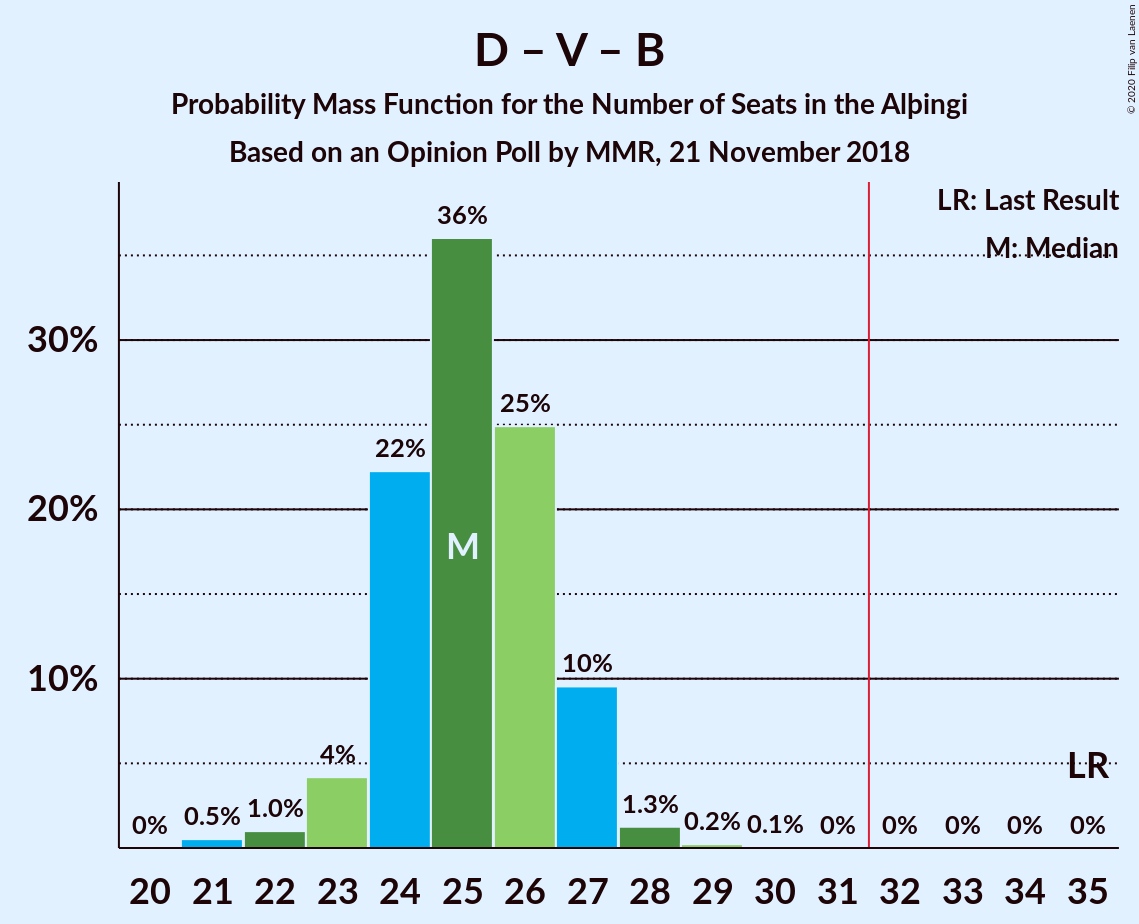 D – V – B
Probability Mass Function for the Number of Seats in the Alþingi
Based on an Opinion Poll by MMR, 21 November 2018
© 2020 Filip van Laenen
LR: Last Result
M: Median
36%
30%
25%
22%
20%
M
10%
10%
4%
LR
0%
0.5%
1.0%
1.3%
0.2%
0.1%
0%
0%
0%
0%
0%
20 21 22 23 24 25 26 27 28 29 30 31 32 33 34 35